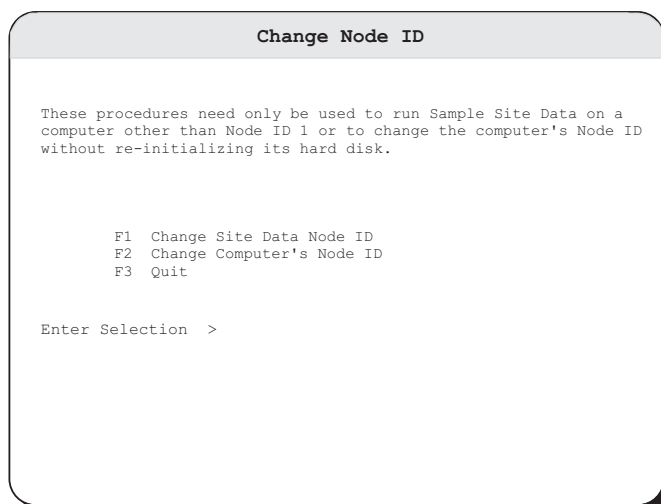 Change Node ID
These procedures need only be used to run Sample Site Data on a
computer other than Node ID 1 or to change the computer's Node ID
without re-initializing its hard disk.
F1 Change Site Data Node ID
F2 Change Computer's Node ID
F3 Quit
Enter Selection >